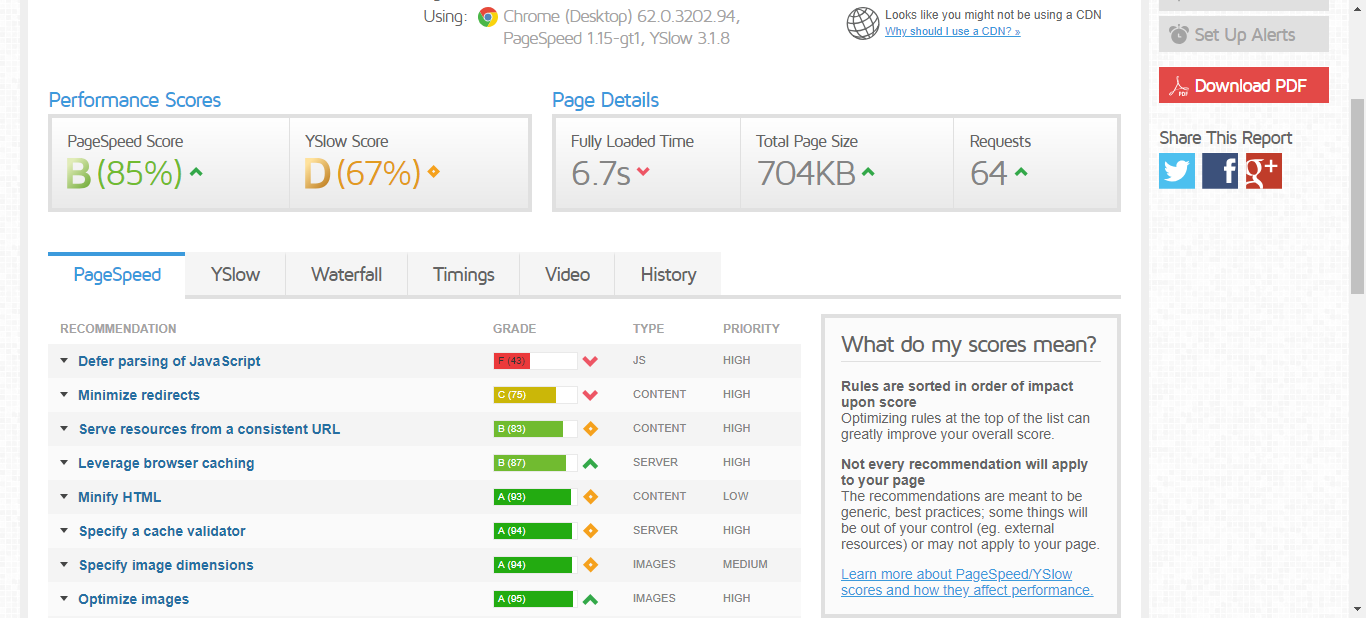 Using: Chrome (Desktop) 62.0.3202.94,
PageSpeed 1.15-gt1, YSlow 3.1.8
Looks like you might not be using a CDN
Why should I use a CDN? »
Set Up Alerts
Download PDF
Share This Report
Performance Scores
PageSpeed Score
B (85%)
YSlow Score
D (67%)
Page Details
Fully Loaded Time
6.7s
Total Page Size
704KB
Requests
64
PageSpeed YSlow Waterfall Timings Video History
RECOMMENDATION GRADE TYPE PRIORITY
Defer parsing of JavaScript F (43) JS HIGH
Minimize redirects C (75) CONTENT HIGH
Serve resources from a consistent URL B (83) CONTENT HIGH
Leverage browser caching B (87) SERVER HIGH
Minify HTML A (93) CONTENT LOW
Specify a cache validator A (94) SERVER HIGH
Specify image dimensions A (94) IMAGES MEDIUM
Optimize images A (95) IMAGES HIGH
What do my scores mean?
Rules are sorted in order of impact
upon score
Optimizing rules at the top of the list can
greatly improve your overall score.
Not every recommendation will apply
to your page
The recommendations are meant to be
generic, best practices; some things will
be out of your control (eg. external
resources) or may not apply to your page.
Learn more about PageSpeed/YSlow
scores and how they affect performance.